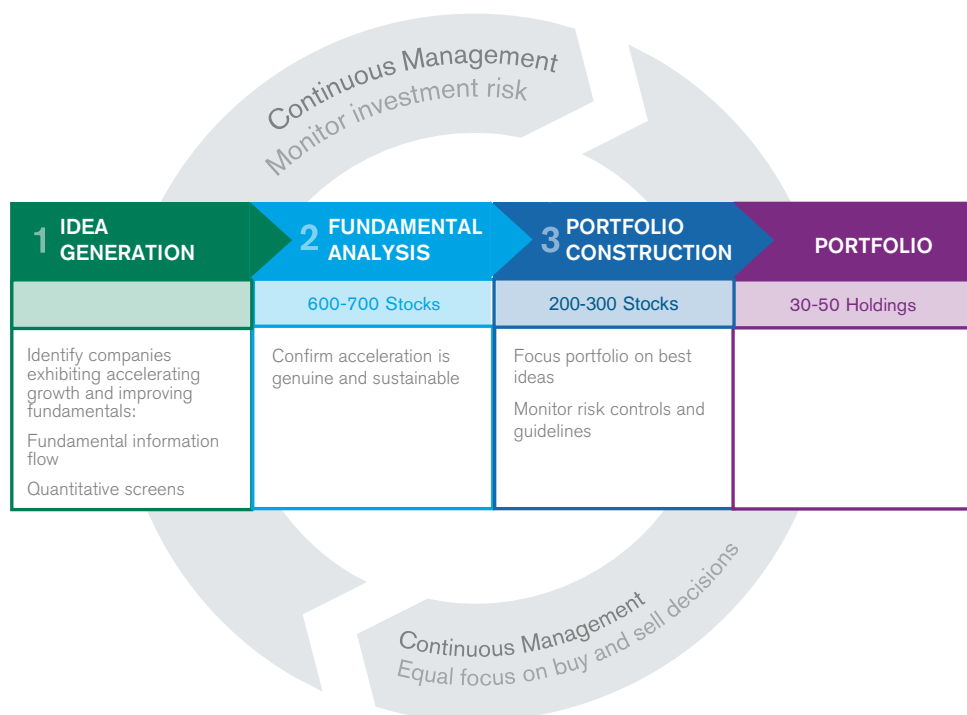 Continuous Management
Monitor investment risk
1 IDEA
GENERATION
2 FUNDAMENTAL
ANALYSIS
3 PORTFOLIO
CONSTRUCTION
PORTFOLIO
600-700 Stocks
200-300 Stocks
30-50 Holdings
Identify companies
exhibiting accelerating
growth and improving
fundamentals:
Fundamental information
flow
Quantitative screens
Confirm acceleration is
genuine and sustainable
Focus portfolio on best
ideas
Monitor risk controls and
guidelines
Continuous Management
Equal focus on buy and sell decisions